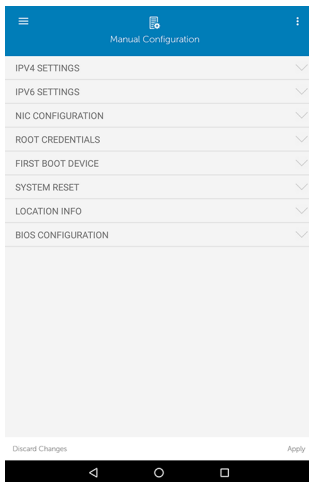 Manual Configuration
IPV4 SETTINGS
IPV6 SETTINGS
NIC CONFIGURATION
ROOT CREDENTIALS
FIRST BOOT DEVICE
SYSTEM RESET
LOCATION INFO
BIOS CONFIGURATION
Discard Changes Apply